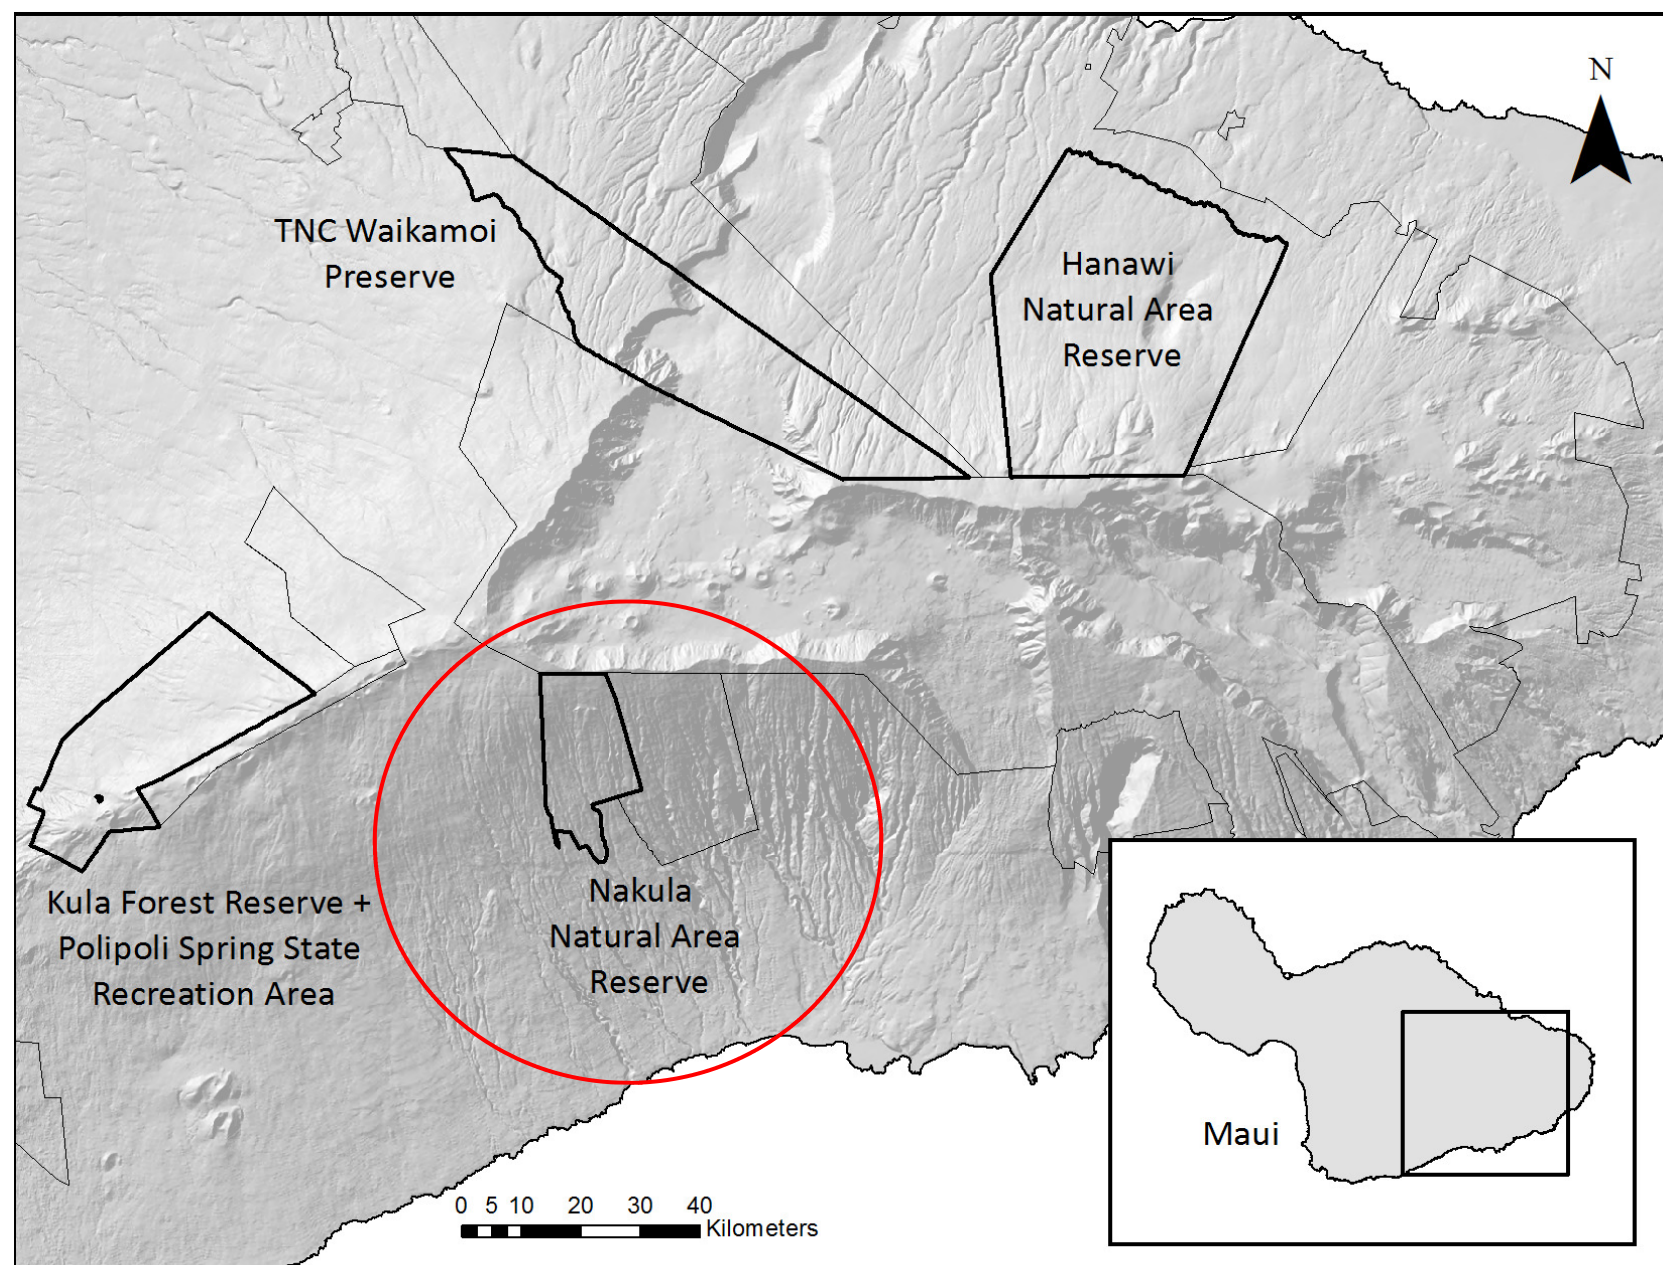 N
TNC Waikamoi
Preserve
Hanawi
Natural Area
Reserve
Kula Forest Reserve +
Polipoli Spring State
Recreation Area
Nakula
Natural Area
Reserve
Maui
0 5 10 20 30 40
Kilometers